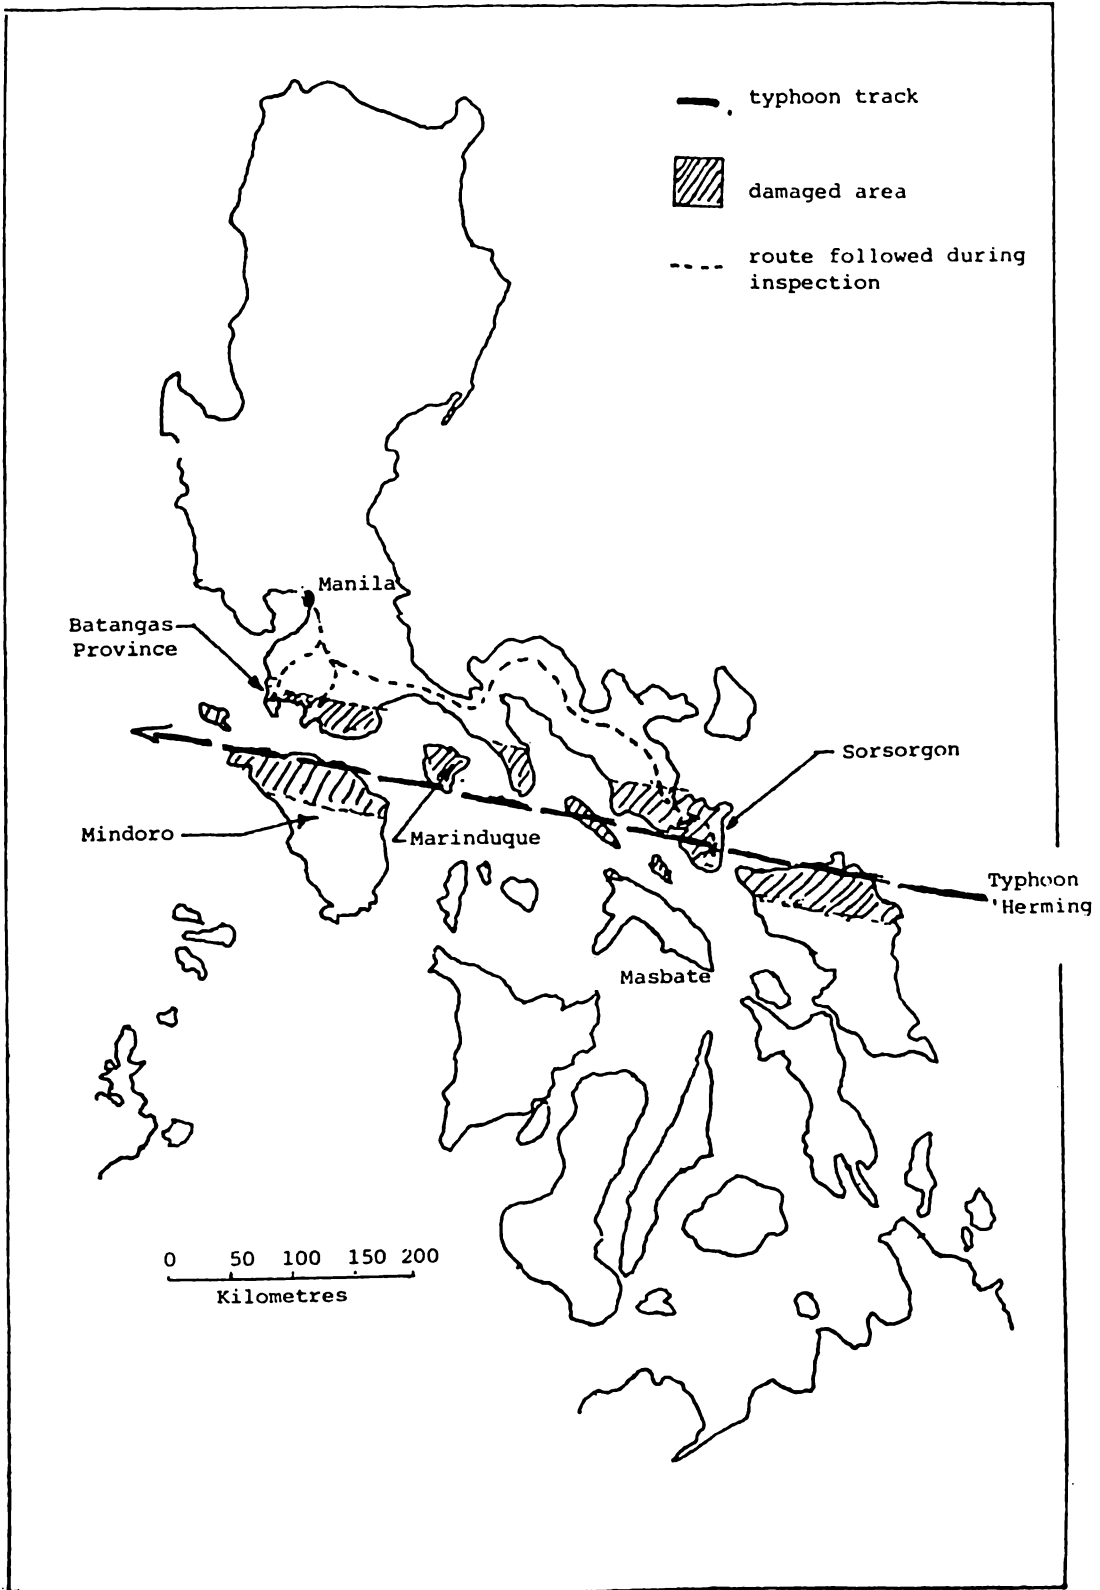 typhoon track
damaged area
route followed during
inspection
Manila
Batangas
Province
Sorsorgon
Mindoro
Marinduque
Typhoon
Herming
Masbate
0 50 100 150 200
Kilometres